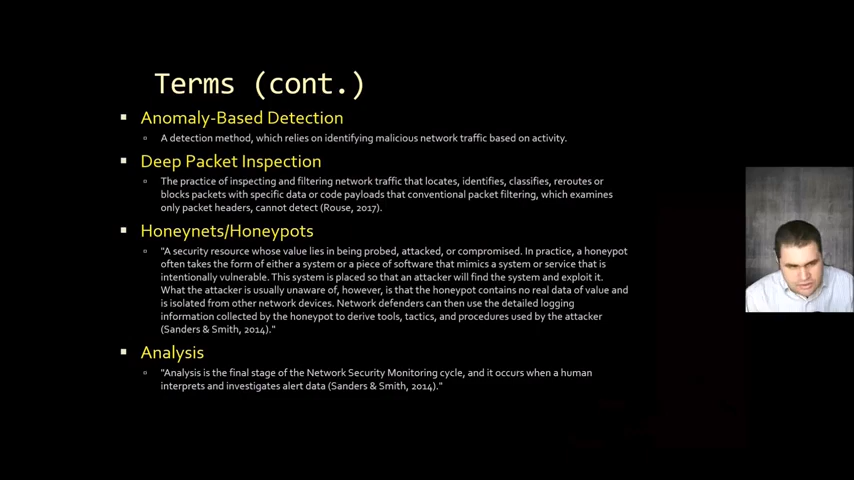 Terms (cont.)
Anomaly-Based Detection
A detection method, which relies on identifying malicious network traffic based on activity.
Deep Packet Inspection
The practice of inspecting and filtering network traffic that locates, identifies, classifies, reroutes or
blocks packets with specific data or code payloads that conventional packet filtering, which examines
only packet headers, cannot detect (Rouse, 2017).
Honeynets/Honeypots
"A security resource whose value lies in being probed, attacked, or compromised. In practice, a honeypot
often takes the form of either a system or a piece of software that mimics a system or service that is
intentionally vulnerable. This system is placed so that an attacker will find the system and exploit it.
What the attacker is usually unaware of, however, is that the honeypot contains no real data of value and
is isolated from other network devices. Network defenders can then use the detailed logging
information collected by the honeypot to derive tools, tactics, and procedures used by the attacker
(Sanders & Smith, 2014)."
Analysis
"Analysis is the final stage of the Network Security Monitoring cycle, and it occurs when a human
interprets and investigates alert data (Sanders & Smith, 2014)."